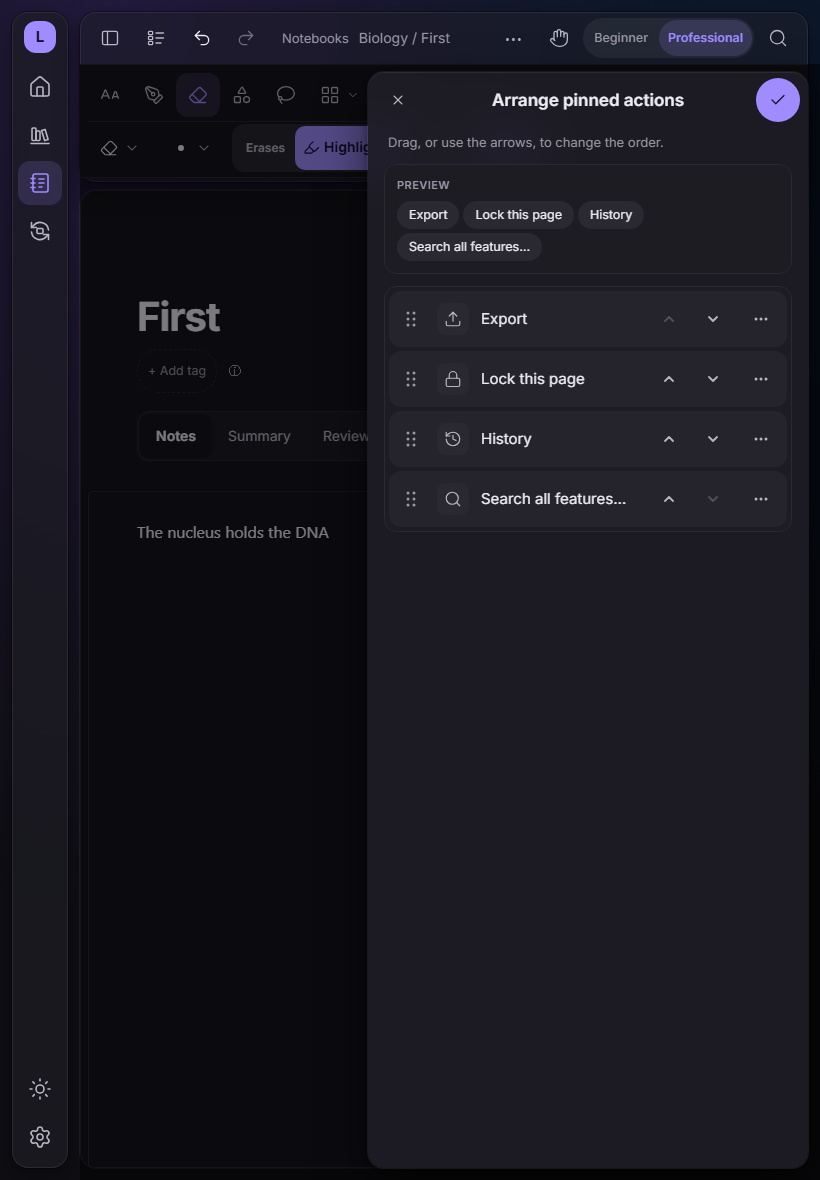 L
Notebooks Biology / First
Beginner Professional
AA
Arrange pinned actions
Drag, or use the arrows, to change the order.
Erases
PREVIEW
Export Lock this page History
Search all features...
First
+ Add tag
Notes Summary Review
The nucleus holds the DNA
Export
Lock this page
History
Search all features...